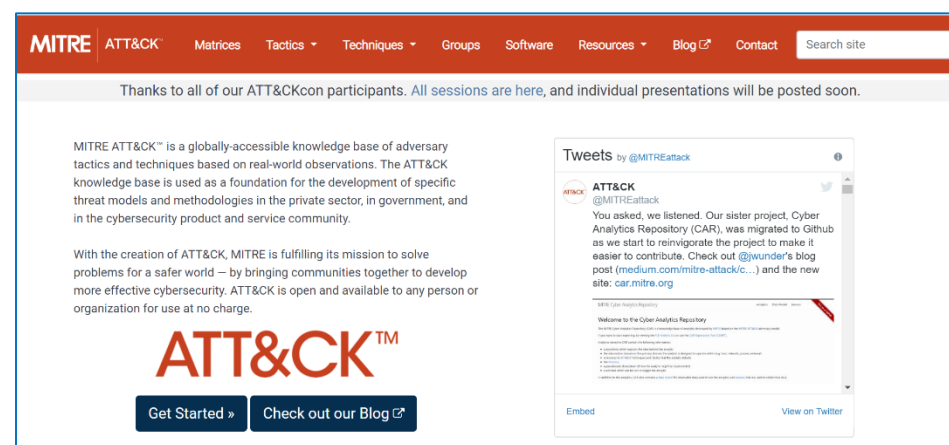 MITRE ATT&CK™ Matrices Tactics Techniques Groups Software Resources Blog Contact Search site
Thanks to all of our ATT&CKcon participants. All sessions are here, and individual presentations will be posted soon.
MITRE ATT&CK™ is a globally-accessible knowledge base of adversary
tactics and techniques based on real-world observations. The ATT&CK
knowledge base is used as a foundation for the development of specific
threat models and methodologies in the private sector, in government, and
in the cybersecurity product and service community.
With the creation of ATT&CK, MITRE is fulfilling its mission to solve
problems for a safer world — by bringing communities together to develop
more effective cybersecurity. ATT&CK is open and available to any person or
organization for use at no charge.
ATT&CK™
Get Started » Check out our Blog
Tweets by @MITREattack
ATT&CK
ATT&CK
@MITREattack
You asked, we listened. Our sister project, Cyber
Analytics Repository (CAR), was migrated to Github
as we start to reinvigorate the project to make it
easier to contribute. Check out @jwunder's blog
post (medium.com/mitre-attack/c…) and the new
site: car.mitre.org
MITRE Cyber Analytics Repository
Welcome to the Cyber Analytics Repository
Embed View on Twitter